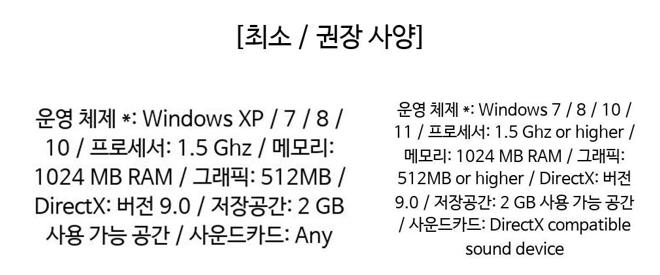 [최소 / 권장 사양]
운영 체제 *: Windows XP / 7 / 8 /
10 / 프로세서: 1.5 Ghz / 메모리:
1024 MB RAM / 그래픽: 512MB /
DirectX: 버전 9.0 / 저장공간: 2 GB
사용 가능 공간 / 사운드카드: Any
운영 체제 *: Windows 7 / 8 / 10 /
11 / 프로세서: 1.5 Ghz or higher /
메모리: 1024 MB RAM / 그래픽:
512MB or higher / DirectX: 버전
9.0 / 저장공간: 2 GB 사용 가능 공간
/ 사운드카드: DirectX compatible
sound device